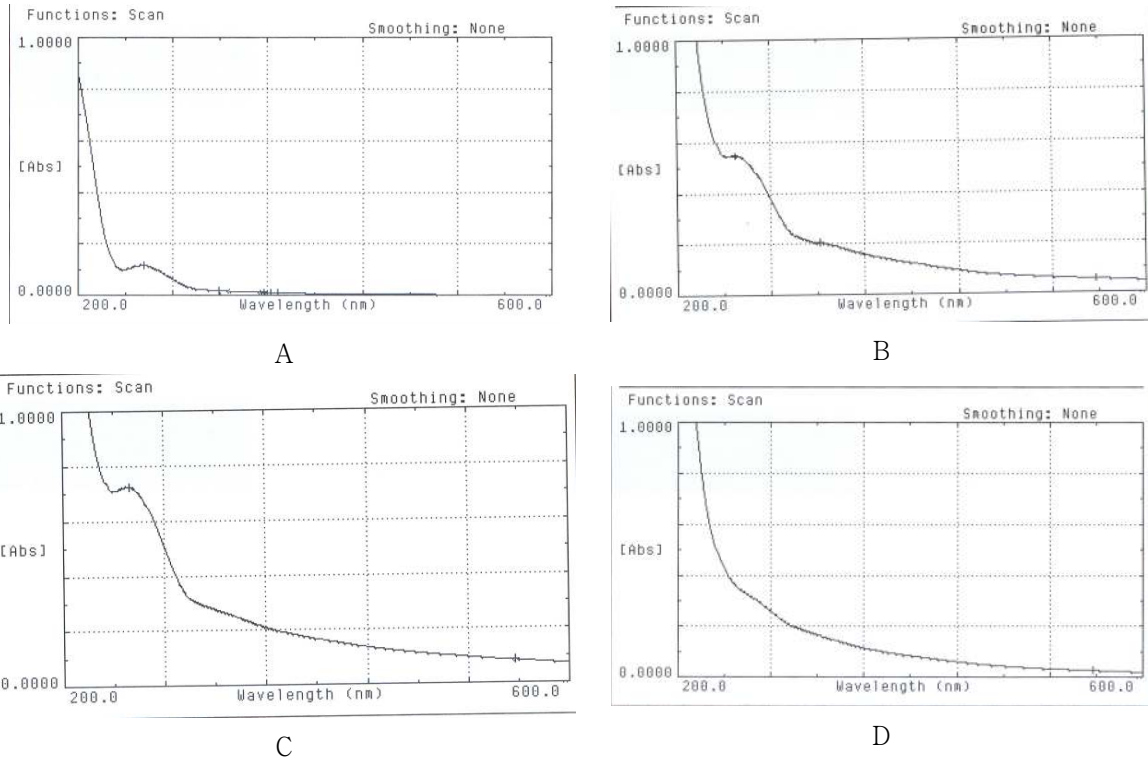 Functions: Scan
Smoothing: None
1.0000
[Abs]
0.0000
200.0
Wavelength (nm)
600.0
A
Functions: Scan
Smoothing: None
1.0000
[Abs]
0.0000
200.0
Wavelength (nm)
600.0
B
Functions: Scan
Smoothing: None
1.0000
[Abs]
0.0000
200.0
Wavelength (nm)
600.0
C
Functions: Scan
Smoothing: None
1.0000
[Abs]
0.0000
200.0
Wavelength (nm)
600.0
D